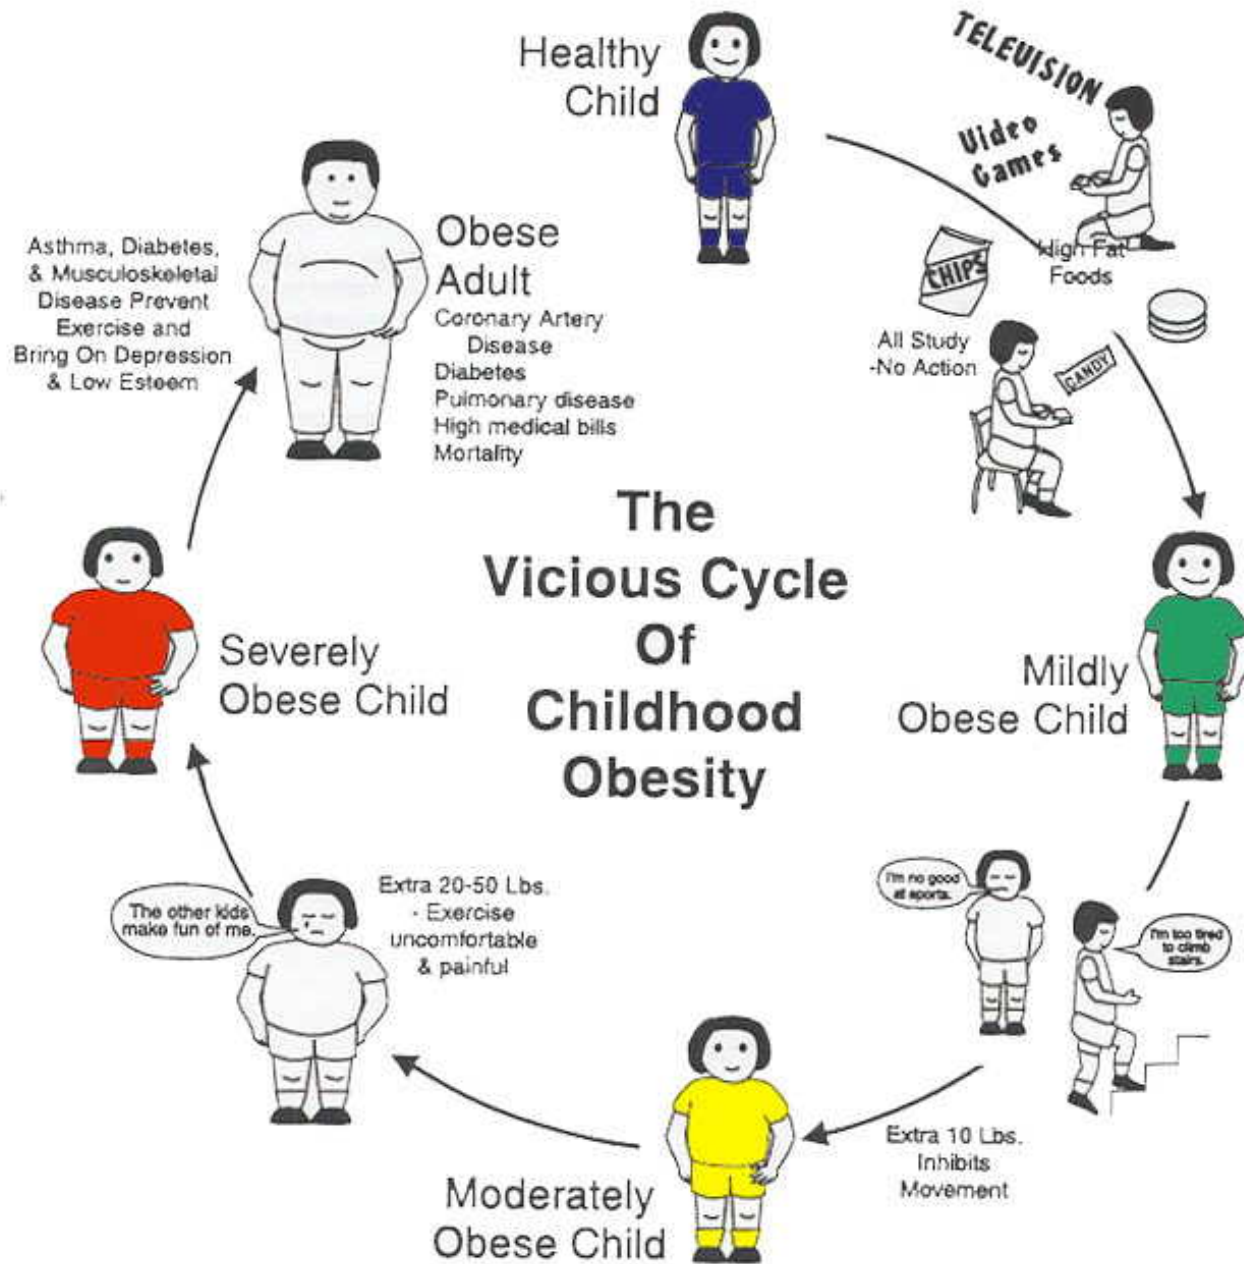 Healthy
Child
TELEVISION
Video
Games
CHIPS
High Fat
Foods
All Study
-No Action
CANDY
Mildly
Obese Child
I'm no good
at sports.
I'm too tired
to climb
stairs.
Extra 10 Lbs.
Inhibits
Movement
Moderately
Obese Child
Extra 20-50 Lbs.
- Exercise
uncomfortable
& painful
The other kids
make fun of me.
Severely
Obese Child
Asthma, Diabetes,
& Musculoskeletal
Disease Prevent
Exercise and
Bring On Depression
& Low Esteem
Obese
Adult
Coronary Artery
Disease
Diabetes
Pulmonary disease
High medical bills
Mortality
The
Vicious Cycle
Of
Childhood
Obesity